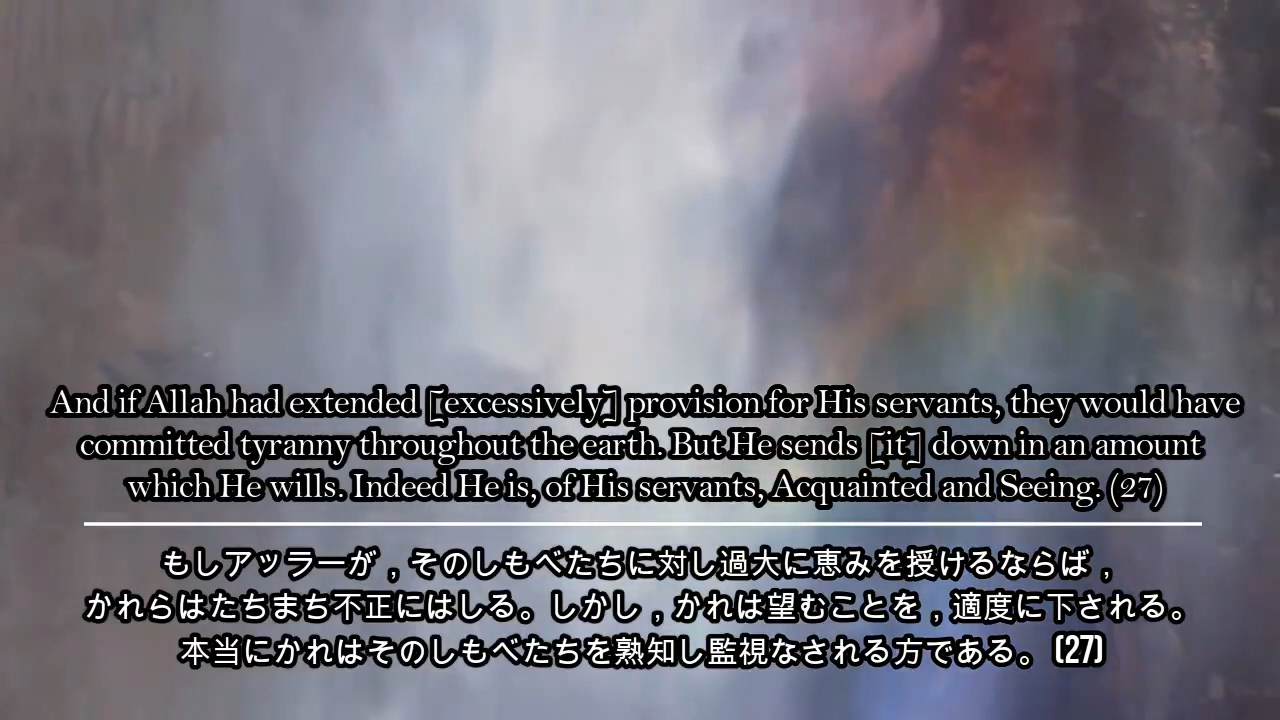 And if Allah had extended [excessively] provision for His servants, they would have
committed tyranny throughout the earth. But He sends [it] down in an amount
which He wills. Indeed He is, of His servants, Acquainted and Seeing. (27)
もしアッラーが，そのしもべたちに対し過大に恵みを授けるならば，
かれらはたちまち不正にはしる。しかし，かれは望むことを，適度に下される。
本当にかれはそのしもべたちを熟知し監視なされる方である。 (27)